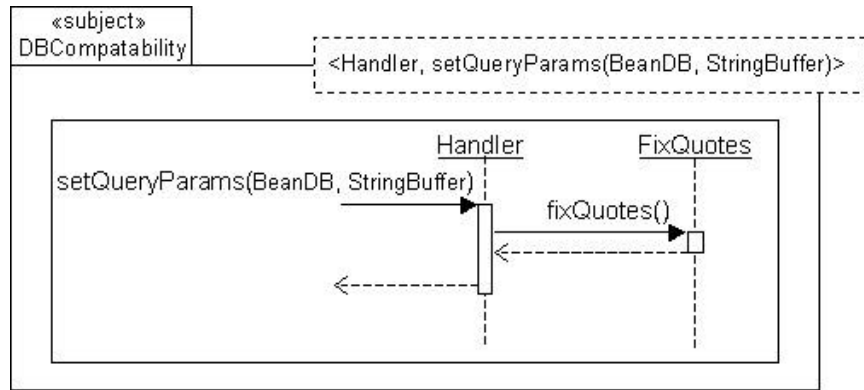 «subject»
DBCompatability
<Handler, setQueryParams(BeanDB, StringBuffer)>
Handler
FixQuotes
setQueryParams(BeanDB, StringBuffer)
fixQuotes()